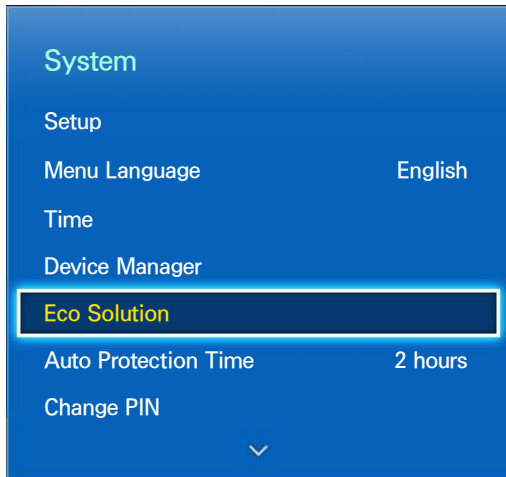 System
Setup
Menu Language English
Time
Device Manager
Eco Solution
Auto Protection Time 2 hours
Change PIN